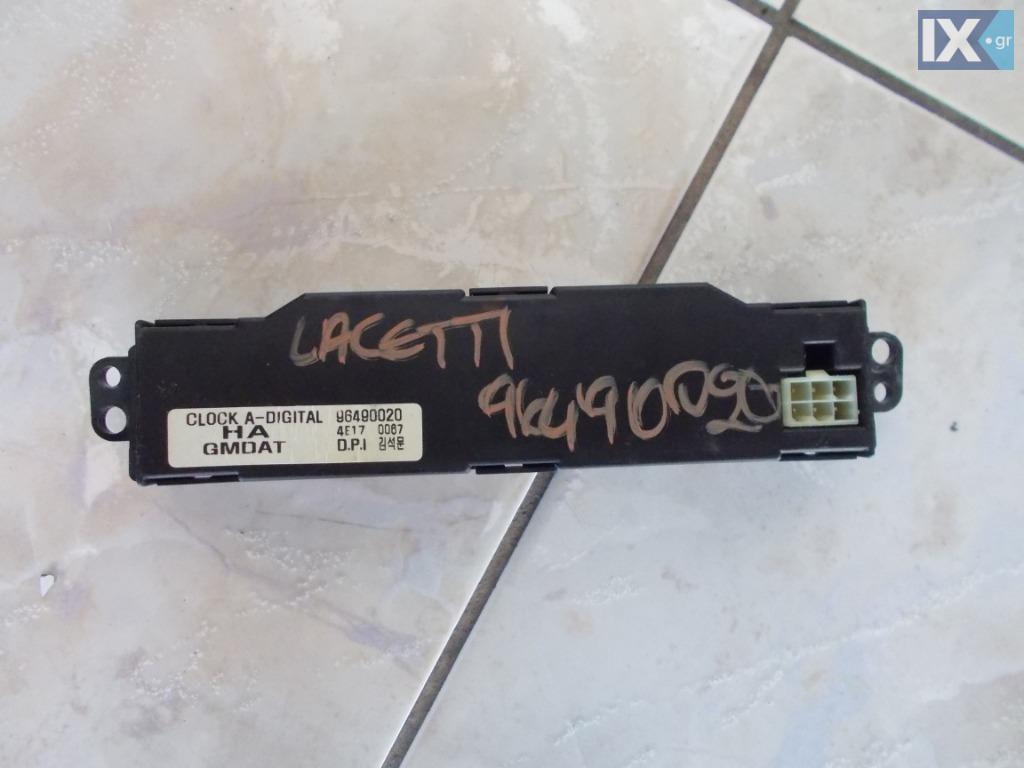 IX.gr
LACETTI
96490020
CLOCK A-DIGITAL 96490020
HA 4E17 0067
GMDAT D.P.I 김석문